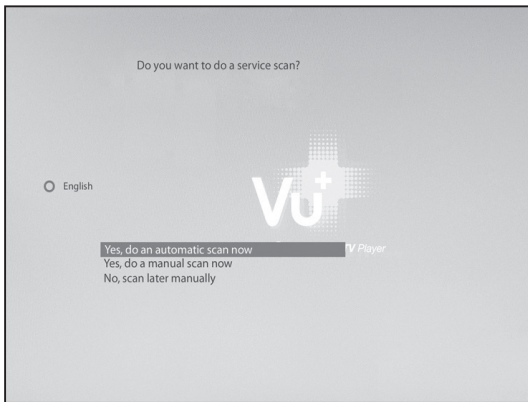 Do you want to do a service scan?
English
Vu+
Yes, do an automatic scan now
TV Player
Yes, do a manual scan now
No, scan later manually